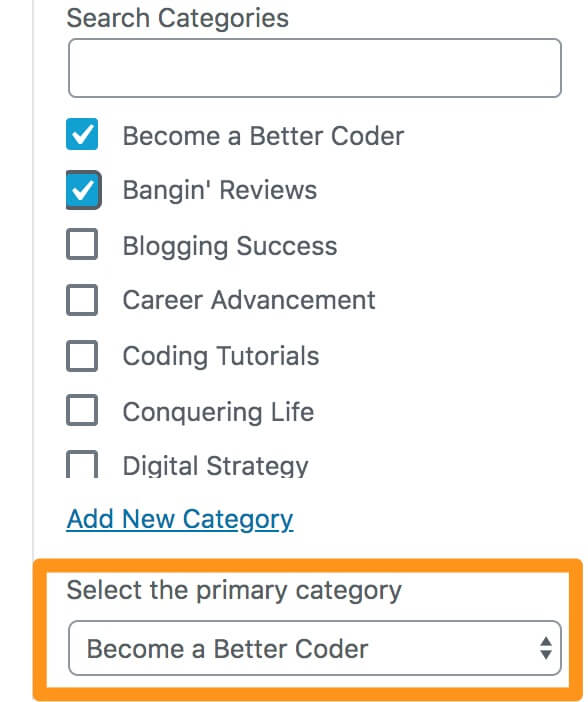 Search Categories
Become a Better Coder
Bangin' Reviews
Blogging Success
Career Advancement
Coding Tutorials
Conquering Life
Digital Strategy
Add New Category
Select the primary category
Become a Better Coder